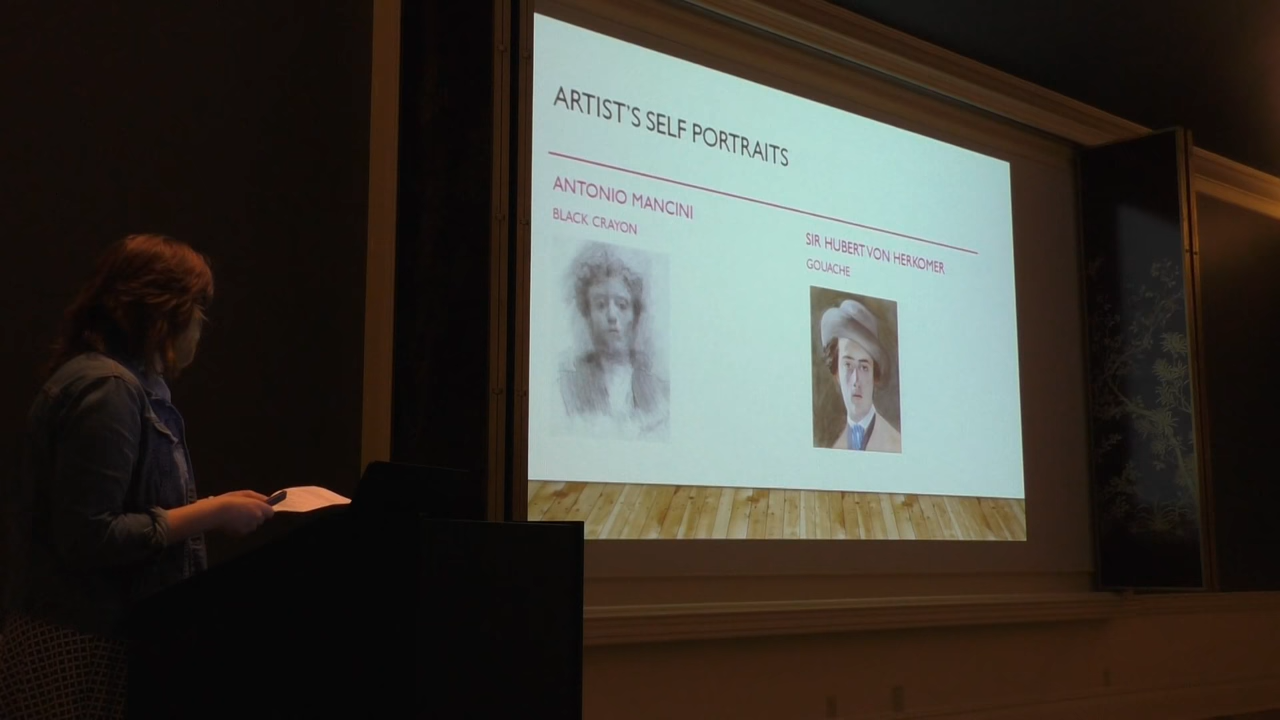 ARTIST'S SELF PORTRAITS
ANTONIO MANCINI
BLACK CRAYON
SIR HUBERT VON HERKOMER
GOUACHE